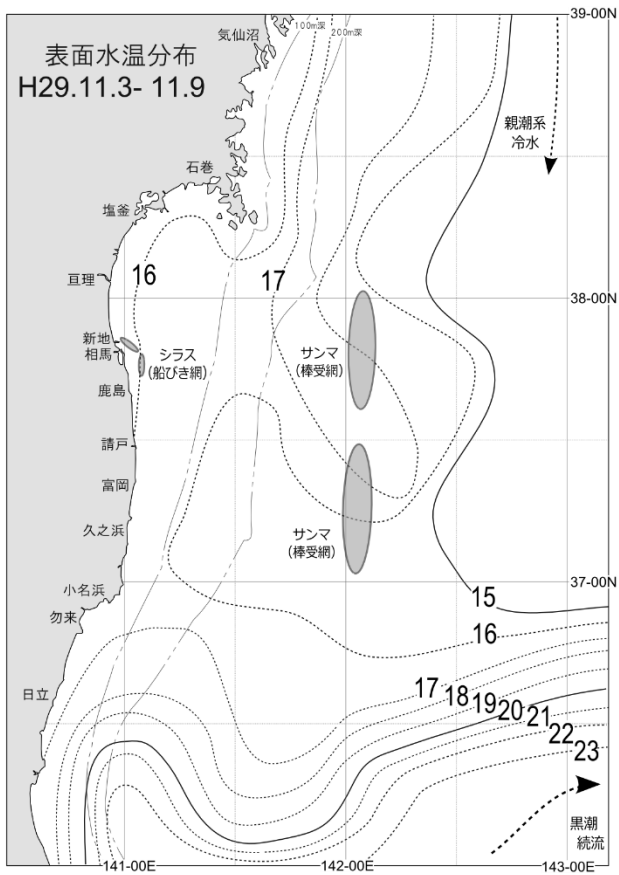 表面水温分布
H29.11.3- 11.9
気仙沼
100m深
200m深
39-00N
親潮系
冷水
石巻
塩釜
亘理
16
17
38-00N
新地
相馬
シラス
（船びき網）
サンマ
（棒受網）
鹿島
請戸
富岡
サンマ
（棒受網）
久之浜
37-00N
小名浜
15
勿来
16
日立
17
18
19
20
21
22
23
黒潮
続流
141-00E
142-00E
143-00E